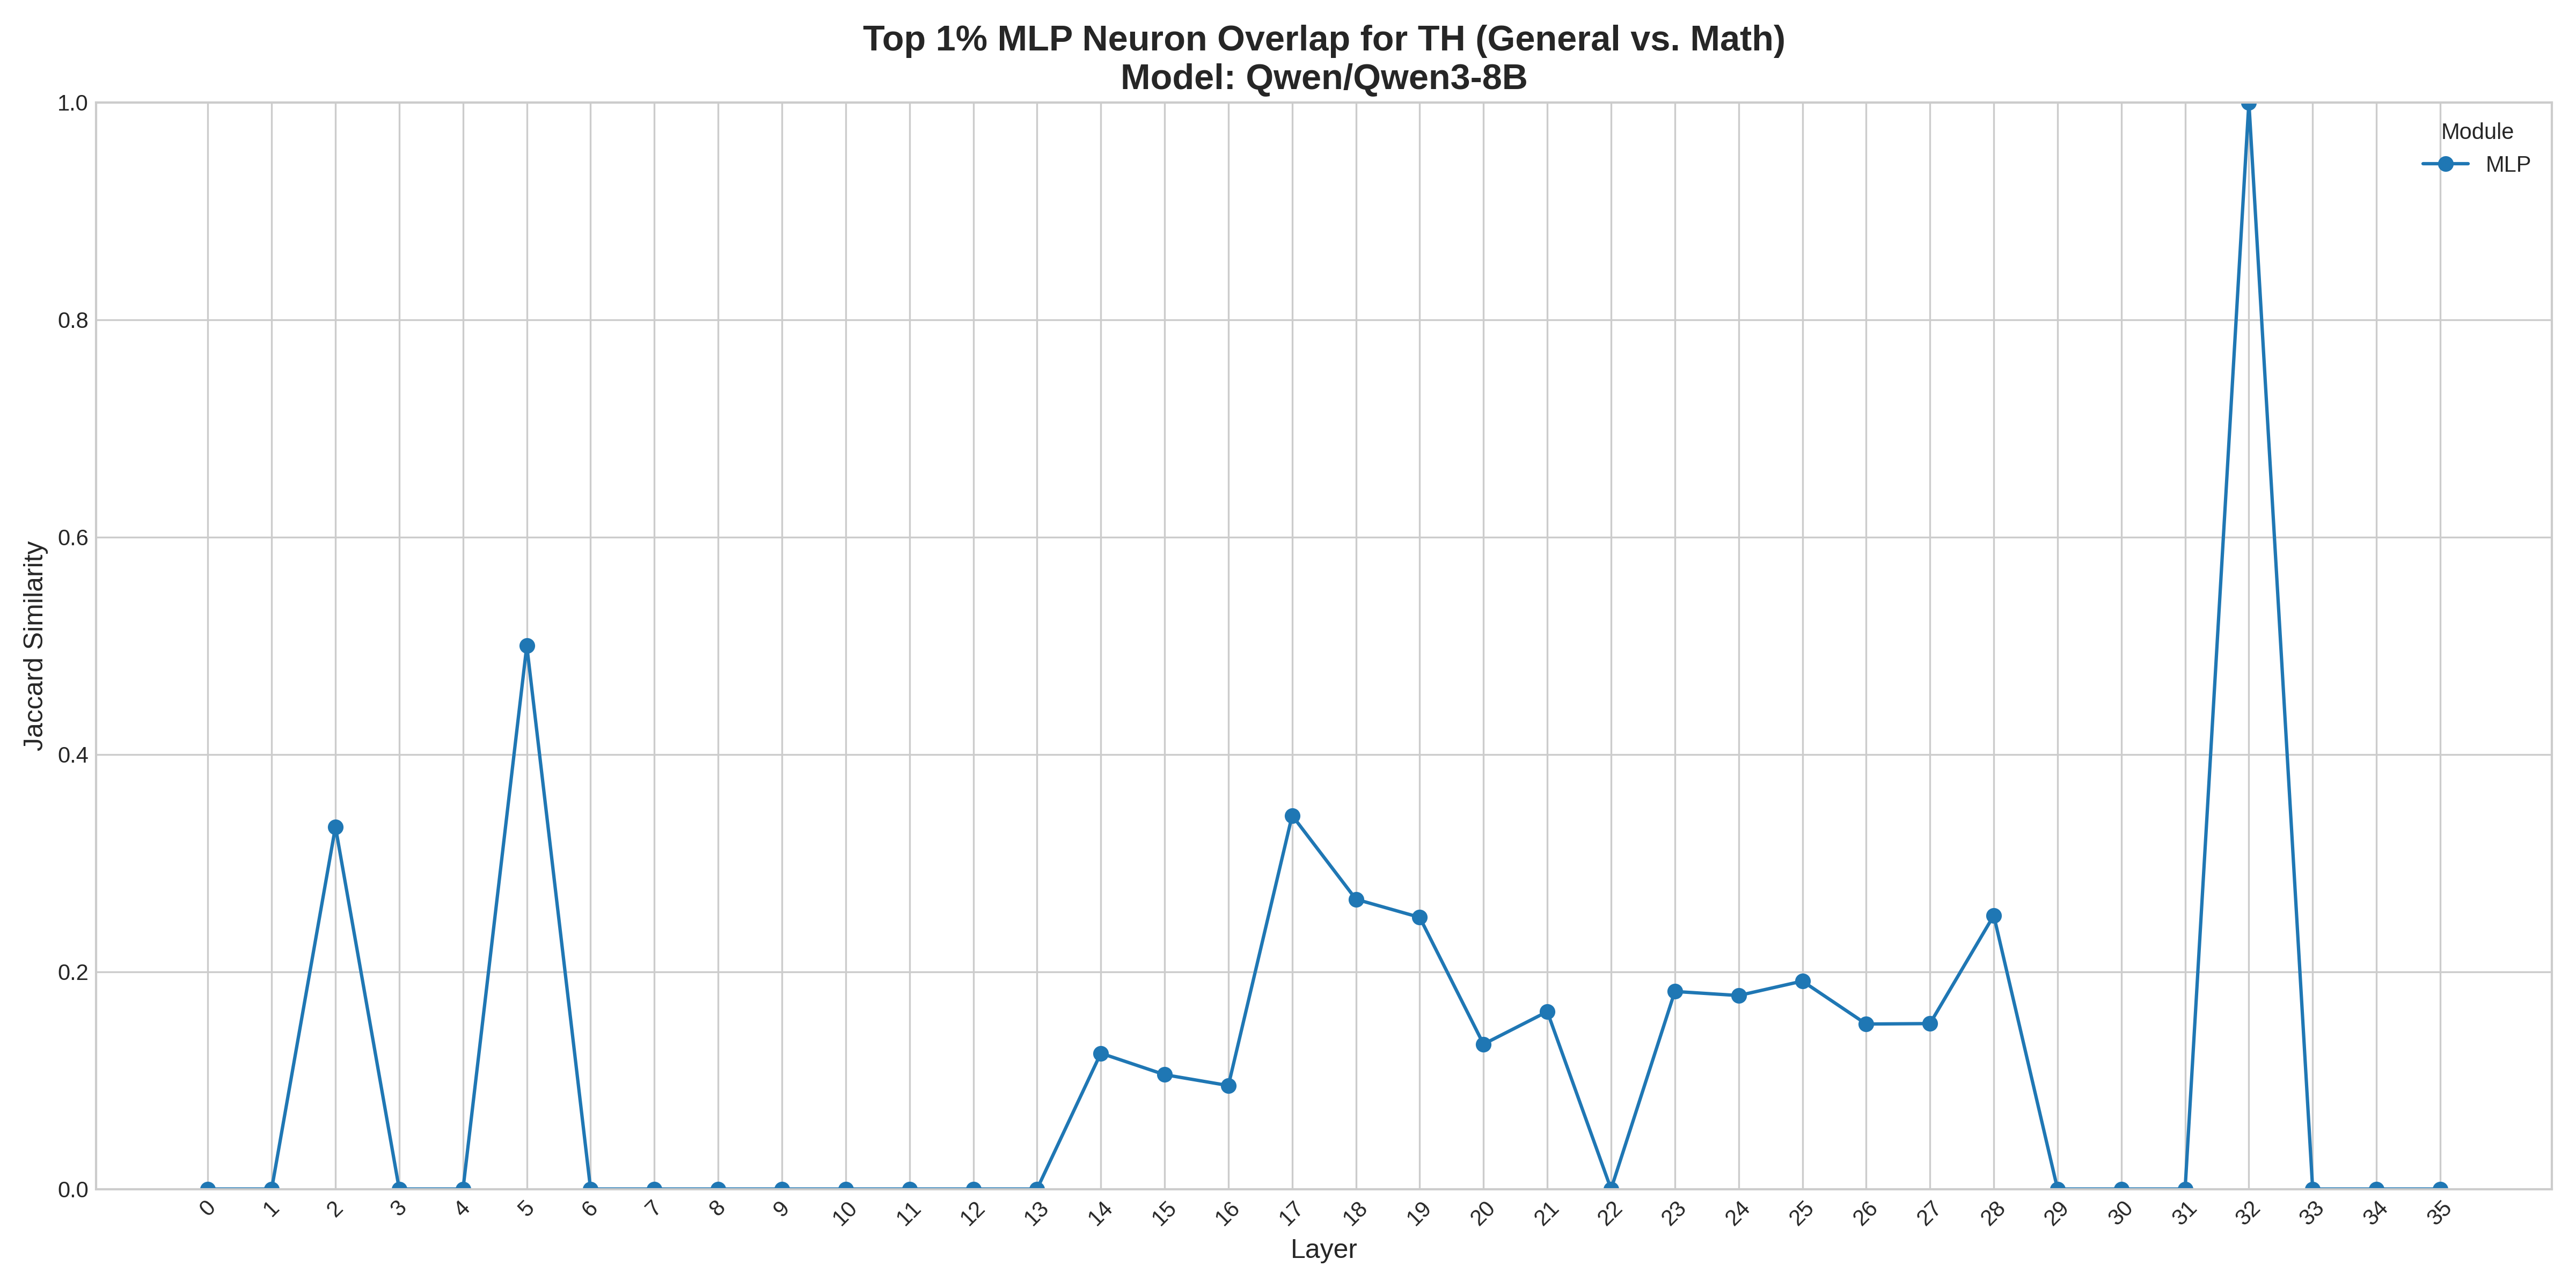 Top 1% MLP Neuron Overlap for TH (General vs. Math)
Model: Qwen/Qwen3-8B
Module
MLP
Jaccard Similarity
1.0
0.8
0.6
0.4
0.2
0.0
0 1 2 3 4 5 6 7 8 9 10 11 12 13 14 15 16 17 18 19 20 21 22 23 24 25 26 27 28 29 30 31 32 33 34 35
Layer